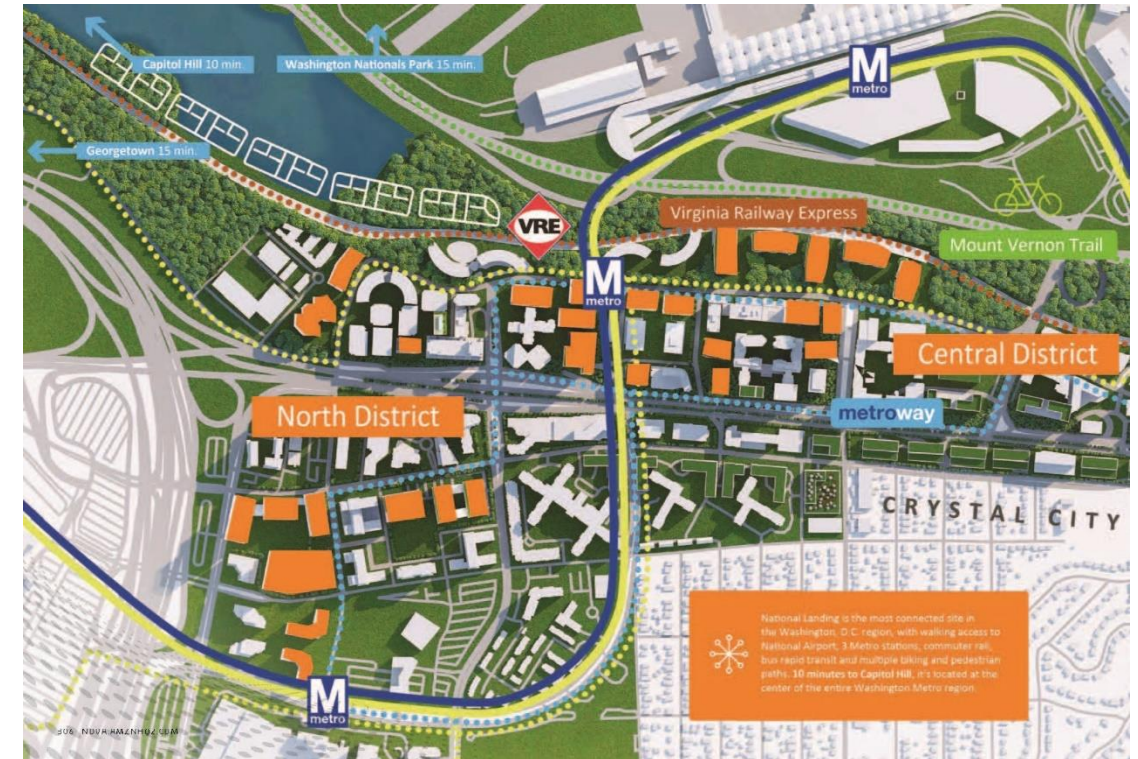 Capitol Hill 10 min.
Washington Nationals Park 15 min.
M
metro
Georgetown 15 min.
VRE
Virginia Railway Express
Mount Vernon Trail
M
metro
Central District
North District
metroway
CRYSTAL CITY
National Landing is the most connected site in
the Washington, D.C. region, with walking access to
National Airport, 3 Metro stations, commuter rail,
bus rapid transit and multiple biking and pedestrian
paths. 10 minutes to Capitol Hill, it's located at the
center of the entire Washington Metro region.
M
metro
NOVA-AMZNHQ2.COM